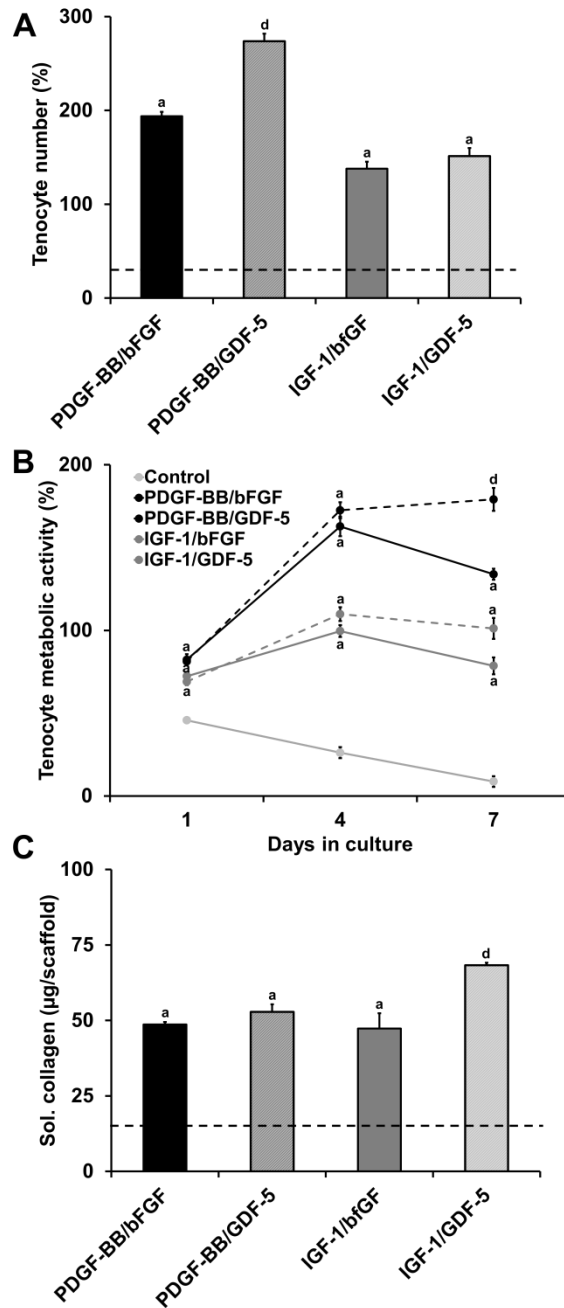 A
Tenocyte number (%)
300
200
100
0
a
d
a
a
PDGF-BB/bFGF
PDGF-BB/GDF-5
IGF-1/bfGF
IGF-1/GDF-5
B
Tenocyte metabolic activity (%)
200
100
0
Control
PDGF-BB/bFGF
PDGF-BB/GDF-5
IGF-1/bFGF
IGF-1/GDF-5
a
a
a
a
a
a
a
d
a
a
a
1
4
7
Days in culture
C
Sol. collagen (µg/scaffold)
100
75
50
25
0
a
a
a
d
PDGF-BB/bFGF
PDGF-BB/GDF-5
IGF-1/bfGF
IGF-1/GDF-5